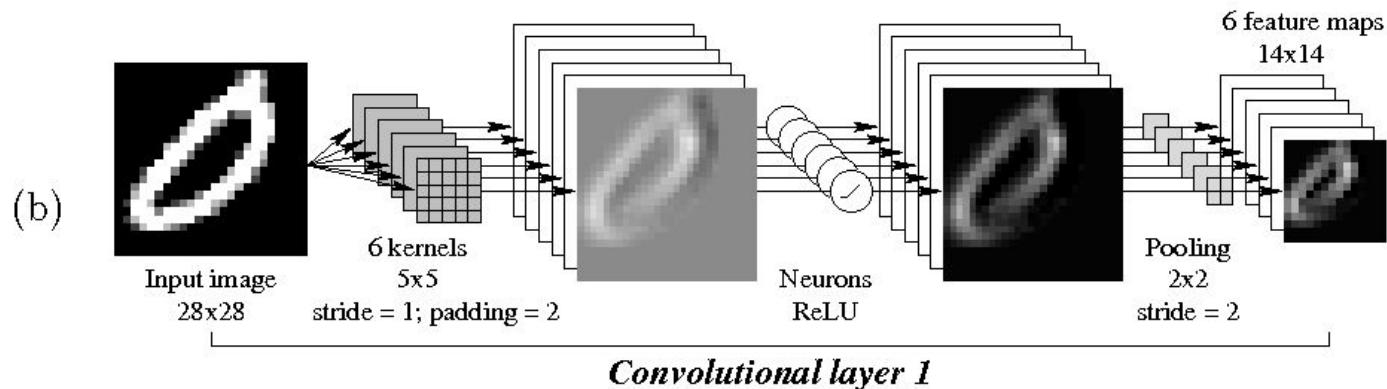 (b)
Input image
28x28
6 kernels
5x5
stride = 1; padding = 2
Neurons
ReLU
Pooling
2x2
stride = 2
6 feature maps
14x14
Convolutional layer 1